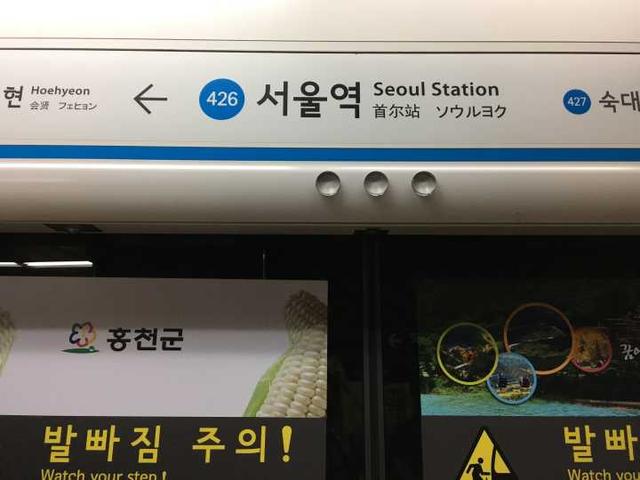 현 Hoehyeon
会贤 フェヒョン
426 서울역 Seoul Station
首尔站 ソウルヨク
427 숙대
홍천군
발빠짐 주의!
Watch your step!
발빠